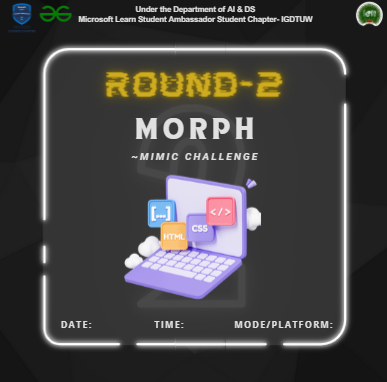 Under the Department of AI & DS
Microsoft Learn Student Ambassador Student Chapter- IGDTUW
ROUND-2
MORPH
~MIMIC CHALLENGE
[...]
</>
HTML
CSS
DATE: TIME: MODE/PLATFORM: